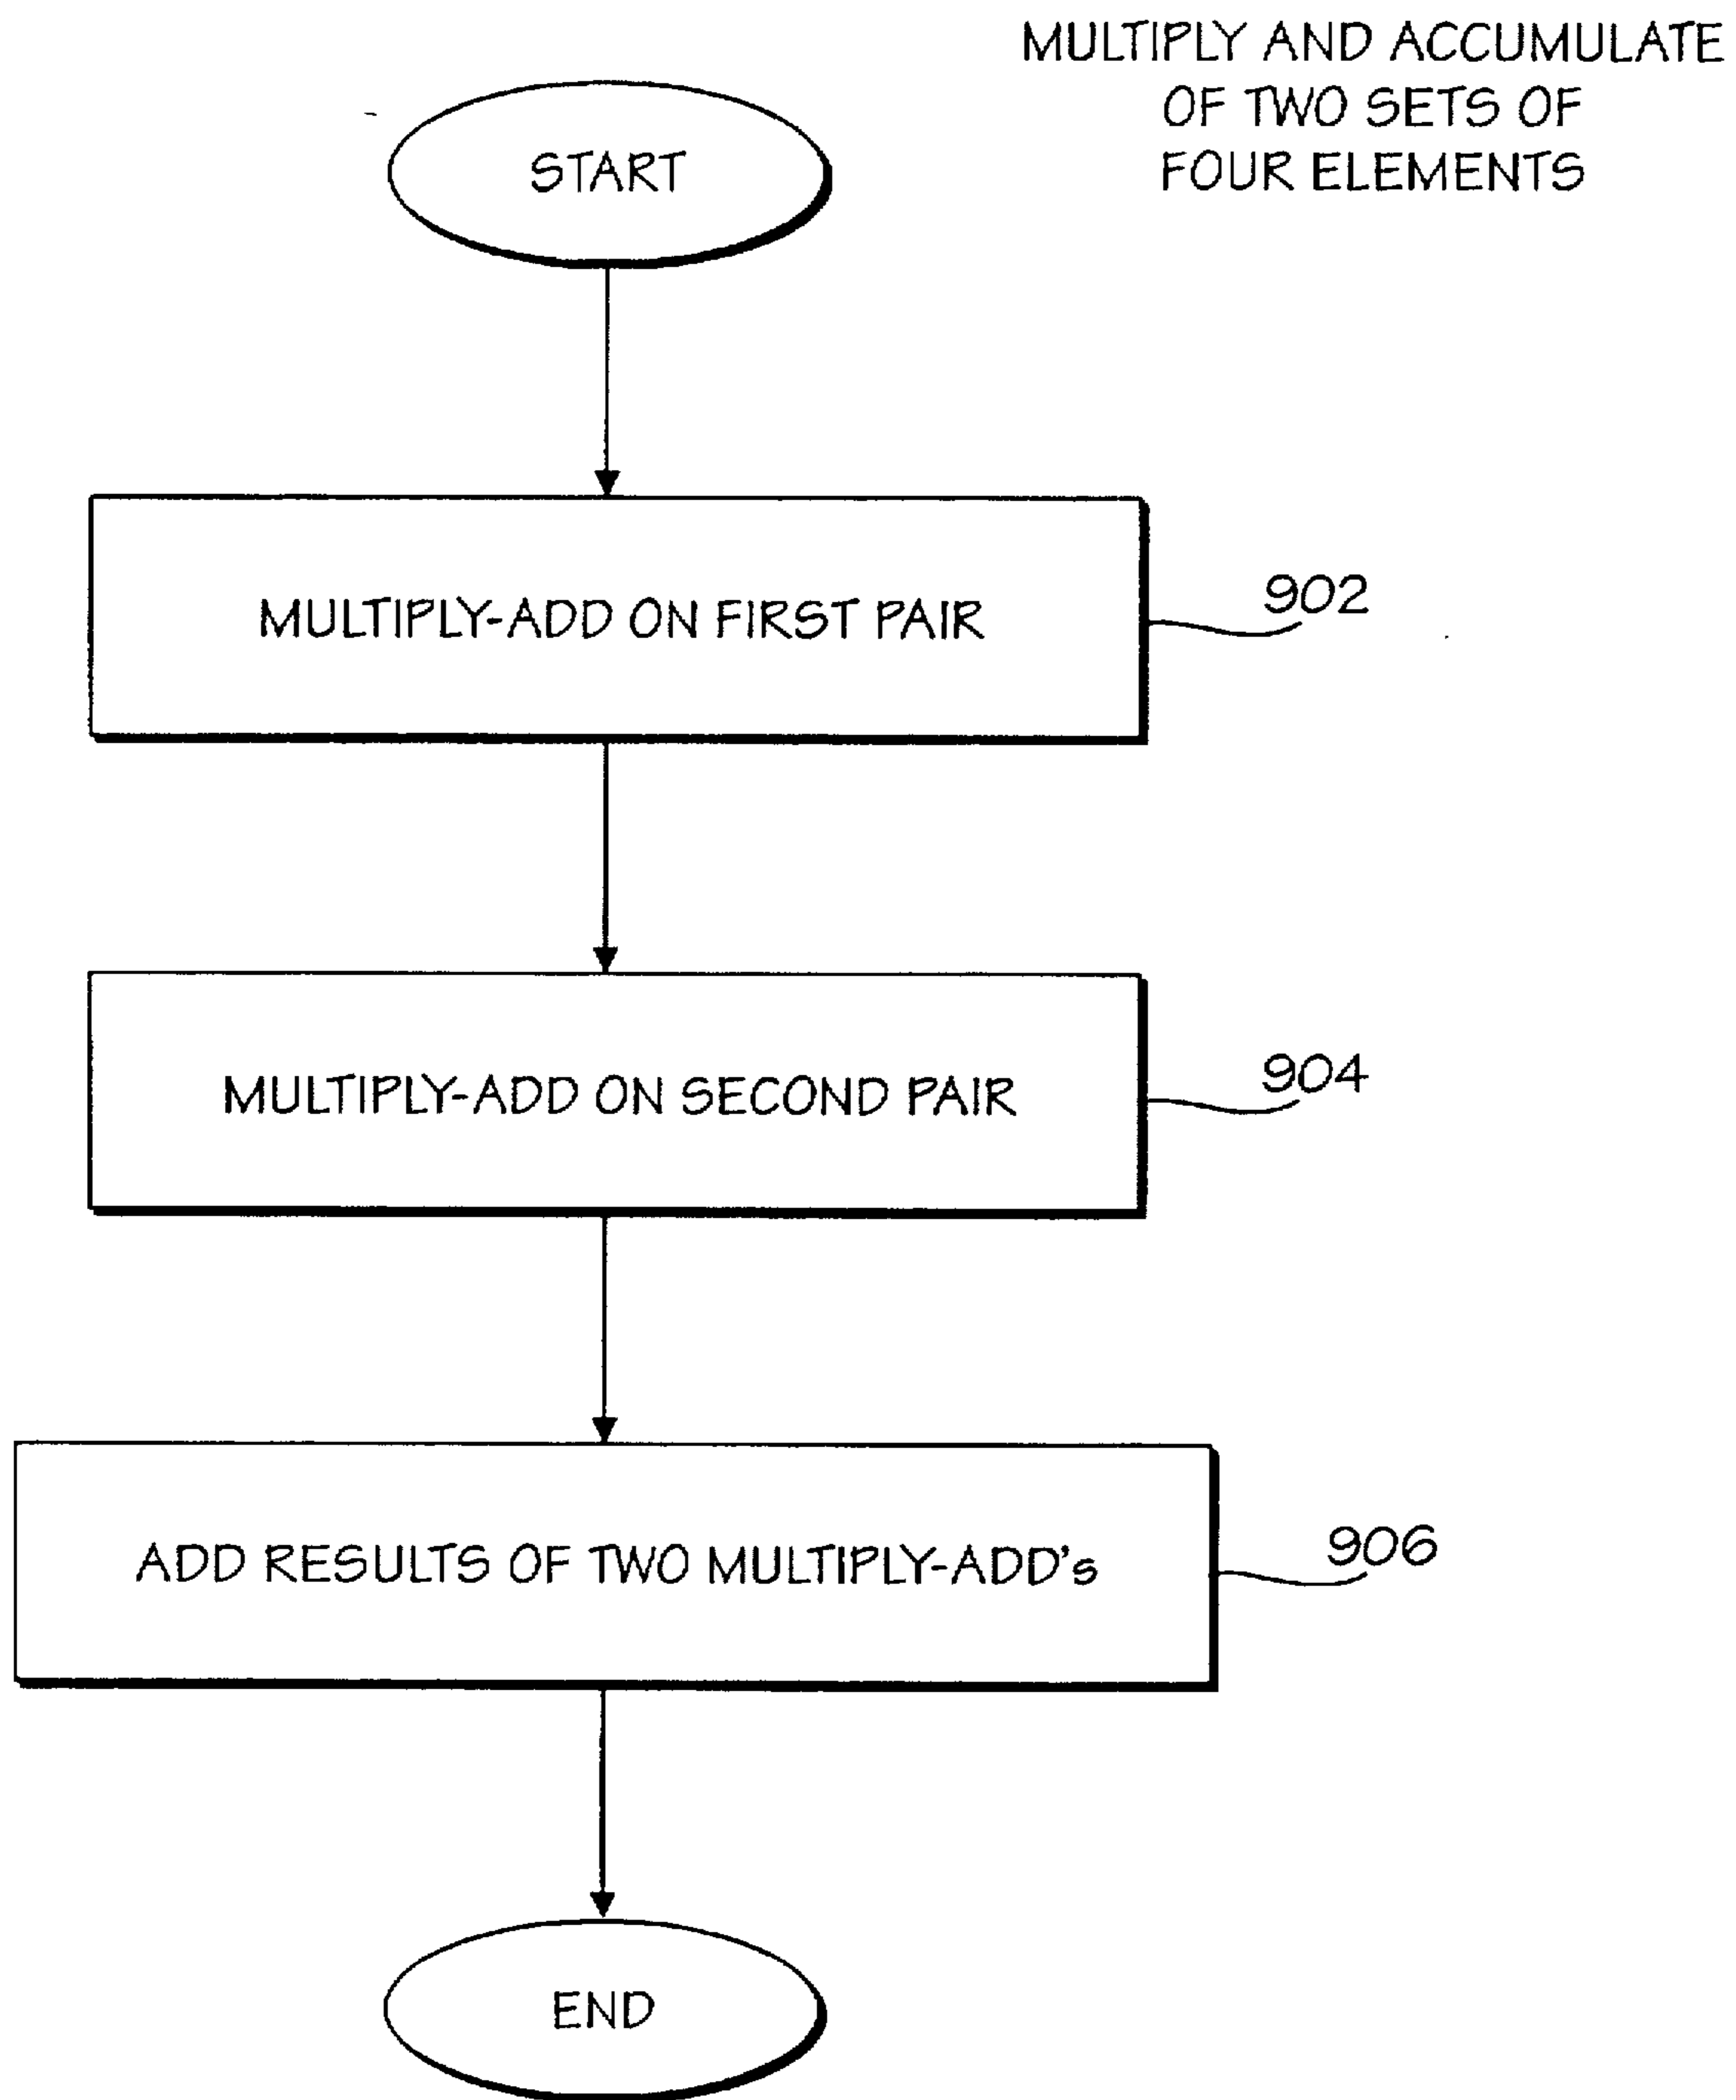 MULTIPLY AND ACCUMULATE
OF TWO SETS OF
FOUR ELEMENTS
START
MULTIPLY-ADD ON FIRST PAIR
902
MULTIPLY-ADD ON SECOND PAIR
904
ADD RESULTS OF TWO MULTIPLY-ADD's
906
END